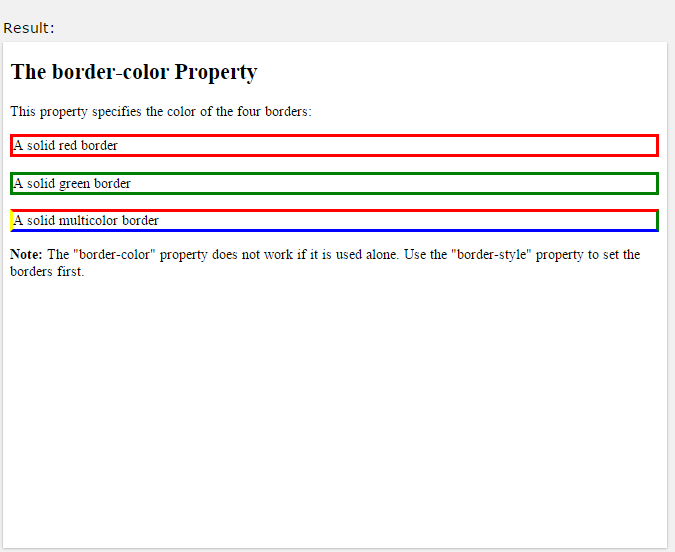 Result:
The border-color Property
This property specifies the color of the four borders:
A solid red border
A solid green border
A solid multicolor border
Note: The "border-color" property does not work if it is used alone. Use the "border-style" property to set the
borders first.